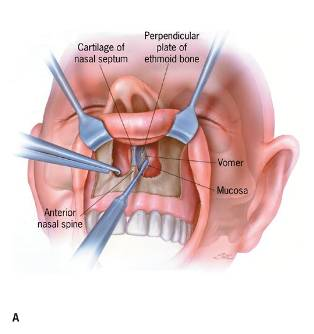 Perpendicular
plate of
ethmoid bone
Cartilage of
nasal septum
Vomer
Mucosa
Anterior
nasal spine
A